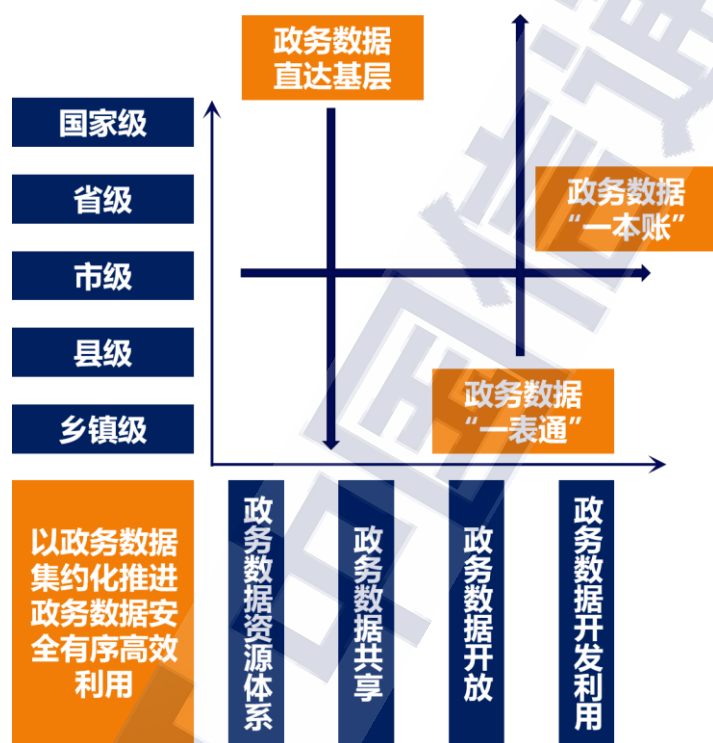 政务数据
直达基层
国家级
省级
市级
县级
乡镇级
政务数据
“一本账”
政务数据
“一表通”
以政务数据
集约化推进
政务数据安
全有序高效
利用
政务数据资源体系
政务数据共享
政务数据开放
政务数据开发利用
中国信通